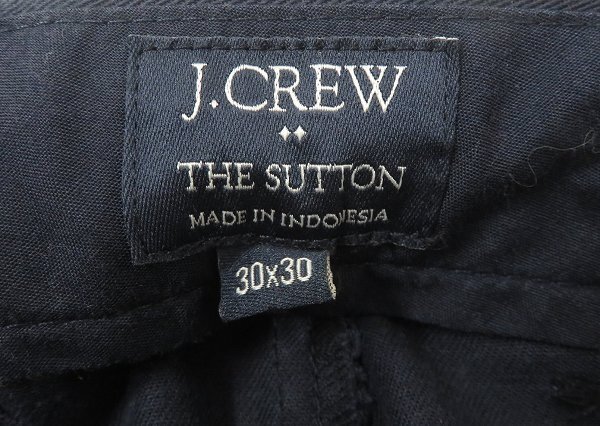 J.CREW
THE SUTTON
MADE IN INDONESIA
30x30